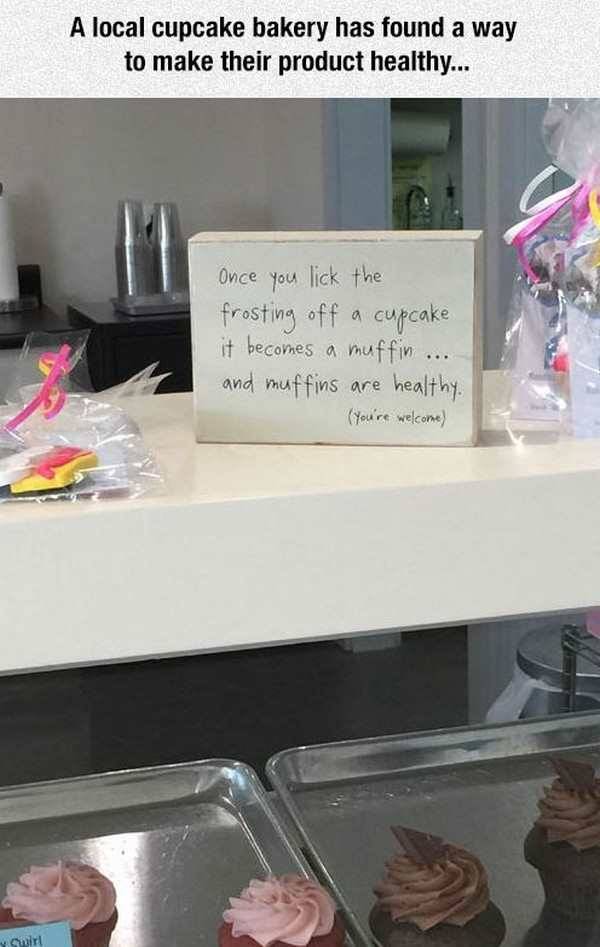 A local cupcake bakery has found a way
to make their product healthy...
Once you lick the
frosting off a cupcake
it becomes a muffin ...
and muffins are healthy.
(You're welcome)
Swirl